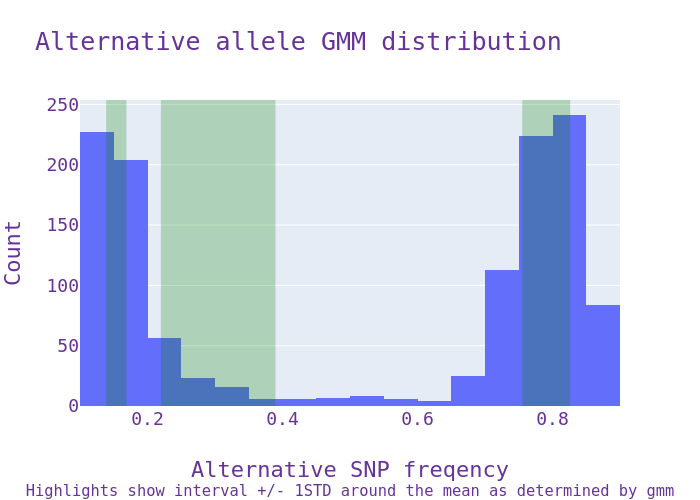 Alternative allele GMM distribution
250
200
150
100
50
0
Count
0.2
0.4
0.6
0.8
Alternative SNP freqency
Highlights show interval +/- 1STD around the mean as determined by gmm